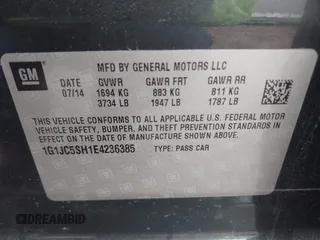 GM
MFD BY GENERAL MOTORS LLC
DATE GVWR GAWR FRT GAWR RR
07/14 1694 KG 883 KG 811 KG
3734 LB 1947 LB 1787 LB
THIS VEHICLE CONFORMS TO ALL APPLICABLE U.S. FEDERAL MOTOR VEHICLE
SAFETY, BUMPER, AND THEFT PREVENTION STANDARDS IN
EFFECT ON THE DATE OF MANUFACTURE SHOWN ABOVE.
1G1JC5SH1E4236385 TYPE: PASS CAR
DREAMBID